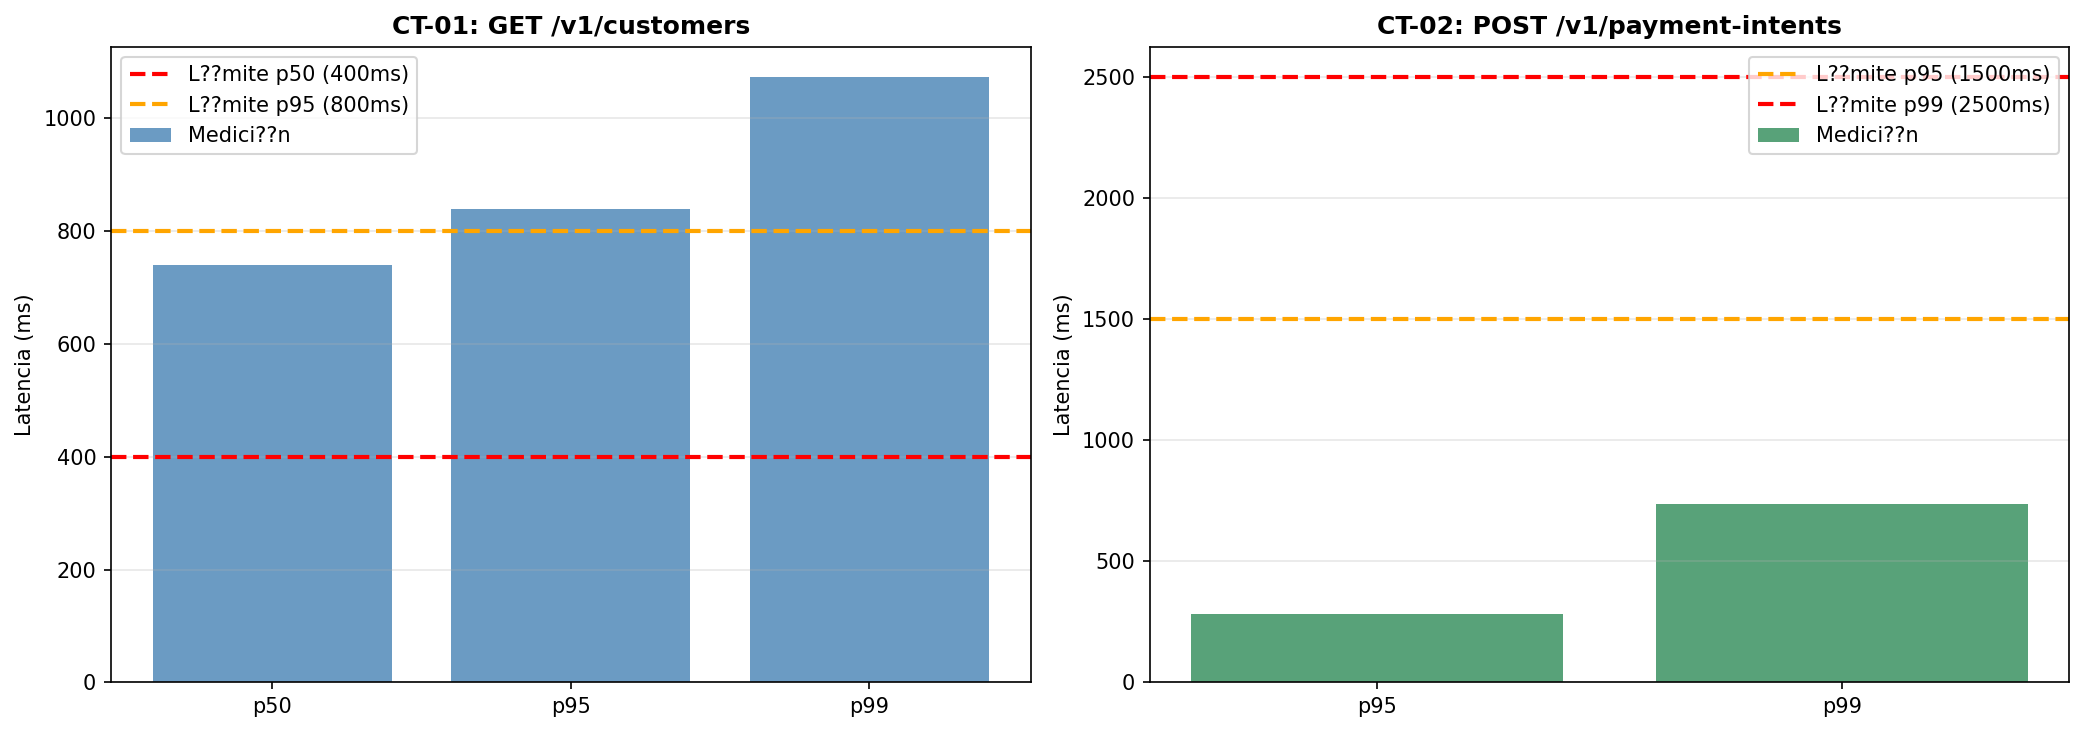 CT-01: GET /v1/customers
L??mite p50 (400ms)
L??mite p95 (800ms)
Medici??n
1000
800
600
400
200
0
Latencia (ms)
p50
p95
p99
CT-02: POST /v1/payment-intents
L??mite p95 (1500ms)
L??mite p99 (2500ms)
Medici??n
2500
2000
1500
1000
500
0
Latencia (ms)
p95
p99